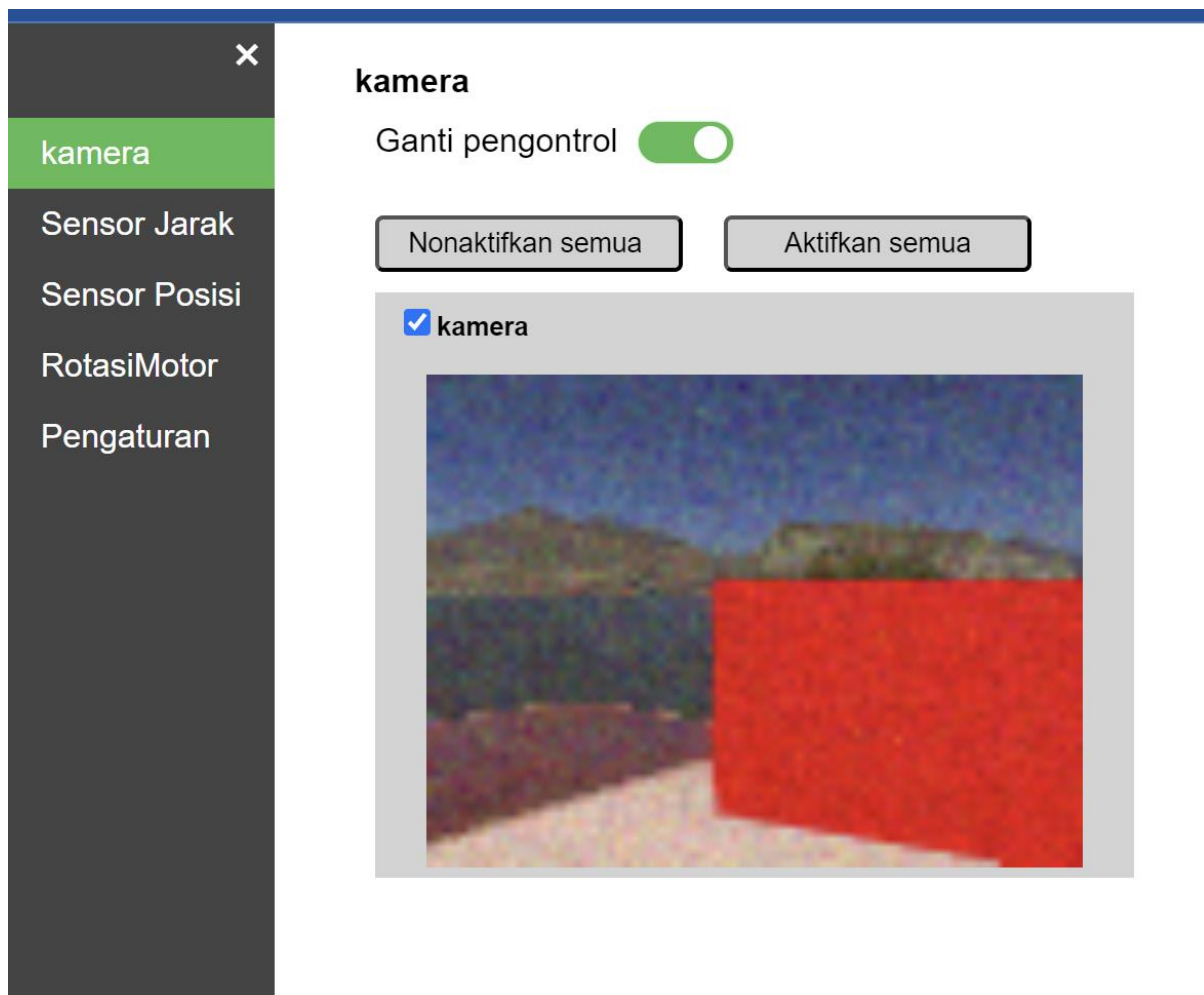 ×
kamera
Sensor Jarak
Sensor Posisi
RotasiMotor
Pengaturan
kamera
Ganti pengontrol
Nonaktifkan semua
Aktifkan semua
kamera